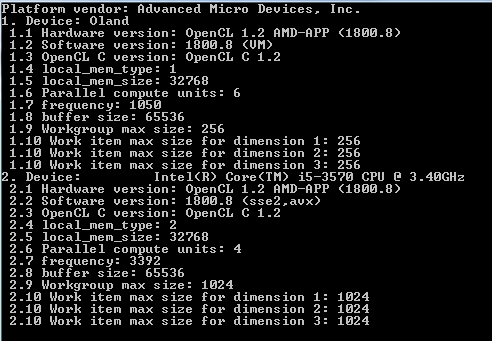 Platform vendor: Advanced Micro Devices, Inc.
1. Device: Oland
1.1 Hardware version: OpenCL 1.2 AMD-APP (1800.8)
1.2 Software version: 1800.8 (VM)
1.3 OpenCL C version: OpenCL C 1.2
1.4 local_mem_type: 1
1.5 local_mem_size: 32768
1.6 Parallel compute units: 6
1.7 frequency: 1050
1.8 buffer size: 65536
1.9 Workgroup max size: 256
1.10 Work item max size for dimension 1: 256
1.10 Work item max size for dimension 2: 256
1.10 Work item max size for dimension 3: 256
2. Device: Intel(R) Core(TM) i5-3570 CPU @ 3.40GHz
2.1 Hardware version: OpenCL 1.2 AMD-APP (1800.8)
2.2 Software version: 1800.8 (sse2,avx)
2.3 OpenCL C version: OpenCL C 1.2
2.4 local_mem_type: 2
2.5 local_mem_size: 32768
2.6 Parallel compute units: 4
2.7 frequency: 3392
2.8 buffer size: 65536
2.9 Workgroup max size: 1024
2.10 Work item max size for dimension 1: 1024
2.10 Work item max size for dimension 2: 1024
2.10 Work item max size for dimension 3: 1024